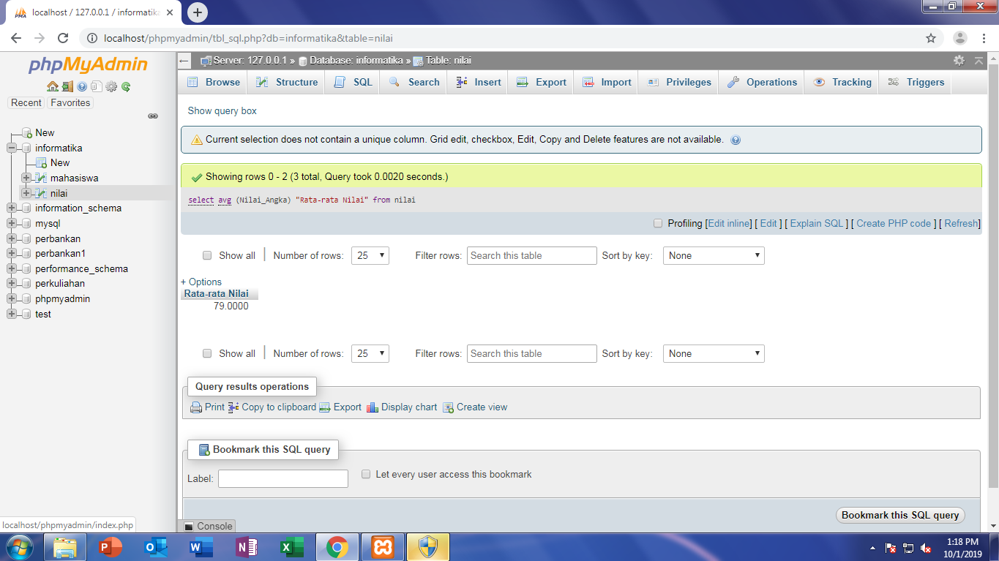 localhost / 127.0.0.1 / informatika
localhost/phpmyadmin/tbl_sql.php?db=informatika&table=nilai
phpMyAdmin
Recent Favorites
New
informatika
New
mahasiswa
nilai
information_schema
mysql
perbankan
perbankan1
performance_schema
perkuliahan
phpmyadmin
test
localhost/phpmyadmin/index.php
Server: 127.0.0.1 » Database: informatika » Table: nilai
Browse Structure SQL Search Insert Export Import Privileges Operations Tracking Triggers
Show query box
Current selection does not contain a unique column. Grid edit, checkbox, Edit, Copy and Delete features are not available.
Showing rows 0 - 2 (3 total, Query took 0.0020 seconds.)
select avg (Nilai_Angka) "Rata-rata Nilai" from nilai
Profiling [Edit inline] [ Edit ] [ Explain SQL ] [ Create PHP code ] [ Refresh]
Show all | Number of rows: 25 Filter rows: Search this table Sort by key: None
+ Options
Rata-rata Nilai
79.0000
Show all | Number of rows: 25 Filter rows: Search this table Sort by key: None
Query results operations
Print Copy to clipboard Export Display chart Create view
Bookmark this SQL query
Label: Let every user access this bookmark
Bookmark this SQL query
Console
1:18 PM
10/1/2019